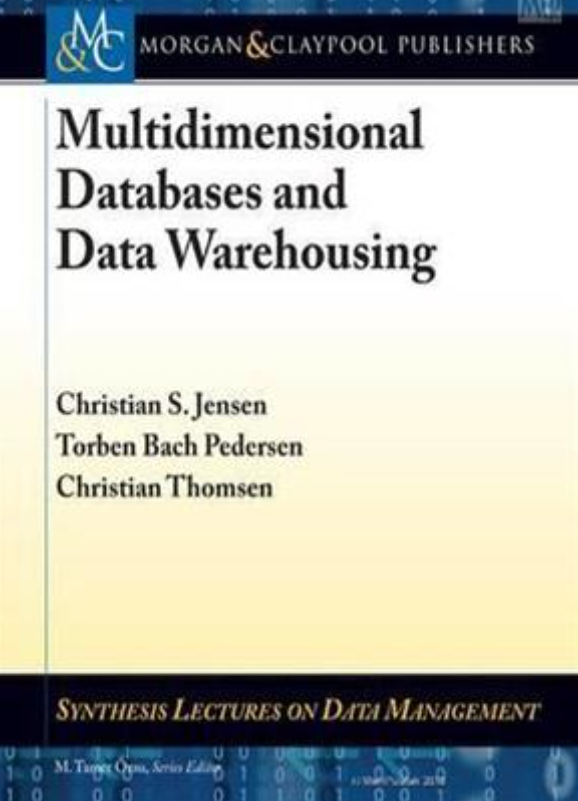 M
&C
MORGAN&CLAYPOOL PUBLISHERS
Multidimensional
Databases and
Data Warehousing
Christian S. Jensen
Torben Bach Pedersen
Christian Thomsen
SYNTHESIS LECTURES ON DATA MANAGEMENT
M. Tamer Özsu, Series Editor